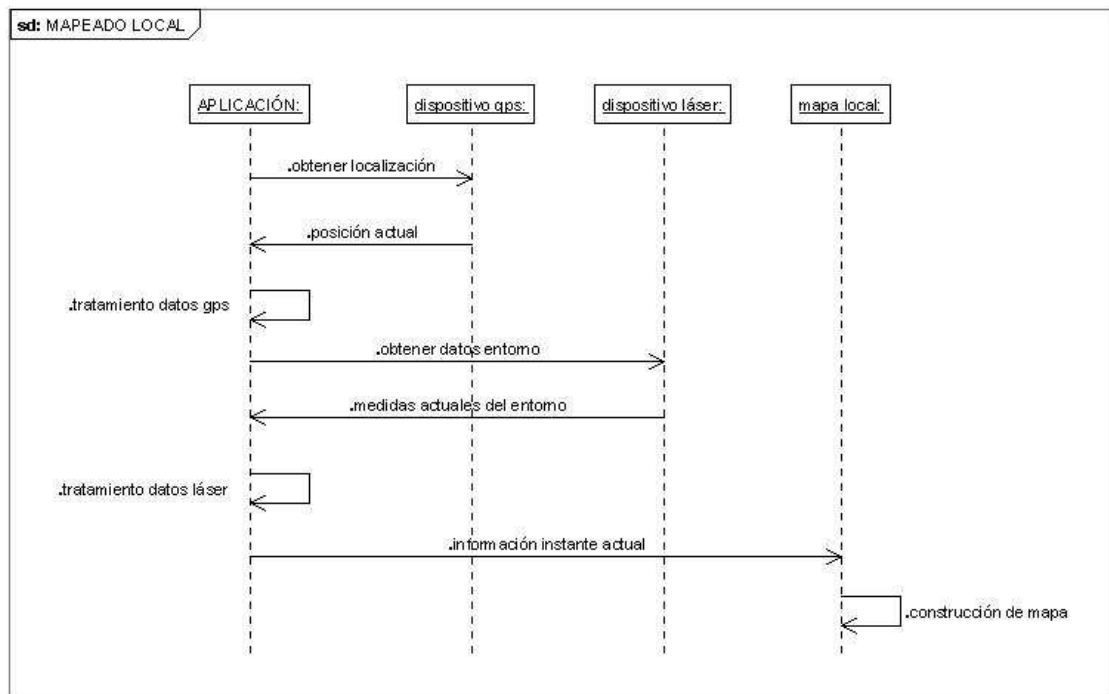 sd: MAPEADO LOCAL
APLICACIÓN:
dispositivo gps:
dispositivo láser:
mapa local:
.obtener localización
.posición actual
.tratamiento datos gps
.obtener datos entorno
.medidas actuales del entorno
.tratamiento datos láser
.información instante actual
.construcción de mapa